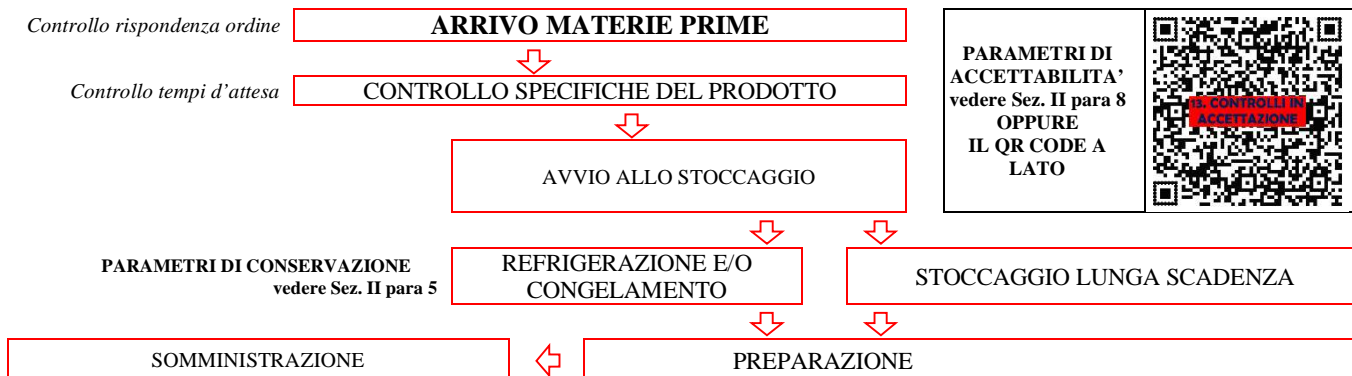 Controllo rispondenza ordine
ARRIVO MATERIE PRIME
Controllo tempi d'attesa
CONTROLLO SPECIFICHE DEL PRODOTTO
AVVIO ALLO STOCCAGGIO
PARAMETRI DI
ACCETTABILITA'
vedere Sez. II para 8
OPPURE
IL QR CODE A
LATO
13. CONTROLLI IN
ACCETTAZIONE
PARAMETRI DI CONSERVAZIONE
vedere Sez. II para 5
REFRIGERAZIONE E/O
CONGELAMENTO
STOCCAGGIO LUNGA SCADENZA
SOMMINISTRAZIONE
PREPARAZIONE